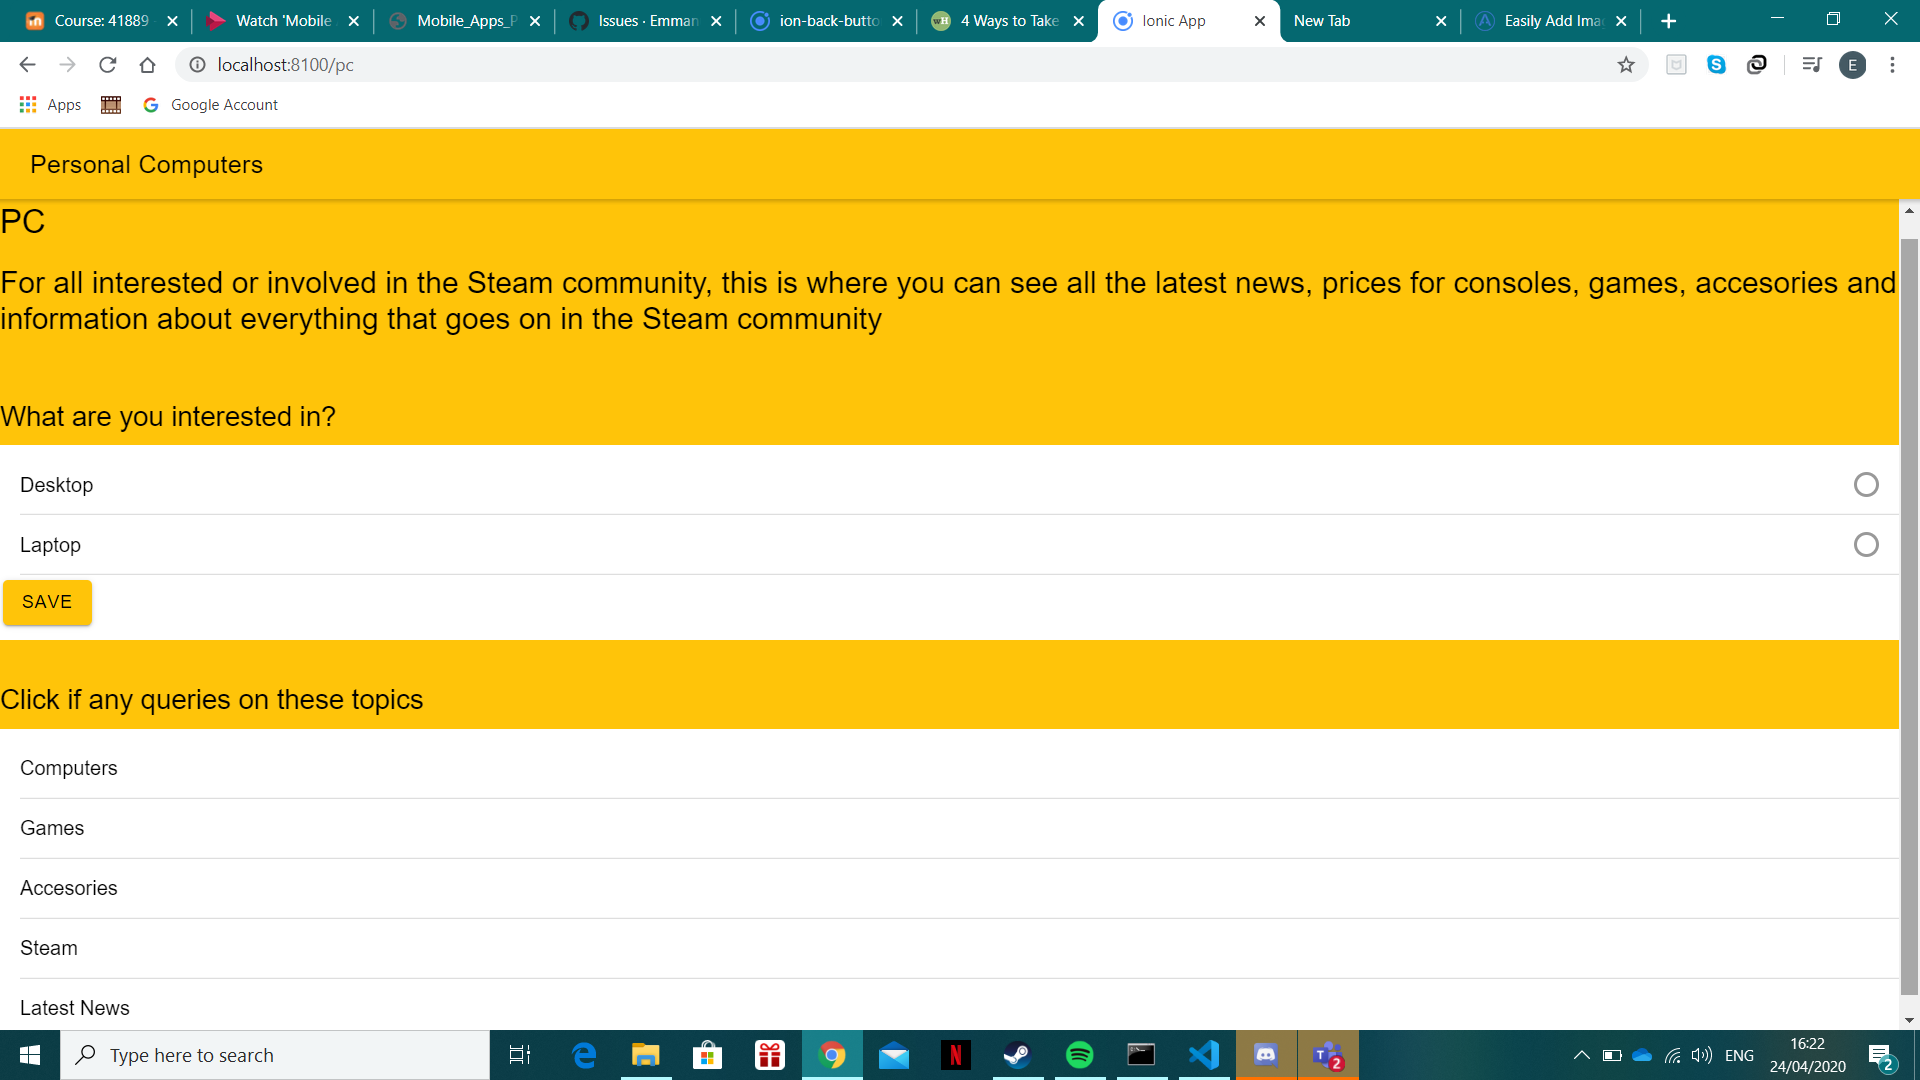 Course: 41889
Watch 'Mobile
Mobile_Apps_P
Issues · Emman
ion-back-butto
4 Ways to Take
Ionic App
New Tab
Easily Add Ima
localhost:8100/pc
E
Apps
Google Account
Personal Computers
PC
For all interested or involved in the Steam community, this is where you can see all the latest news, prices for consoles, games, accesories and
information about everything that goes on in the Steam community
What are you interested in?
Desktop
Laptop
SAVE
Click if any queries on these topics
Computers
Games
Accesories
Steam
Latest News
Type here to search
2
ENG
16:22
24/04/2020
2